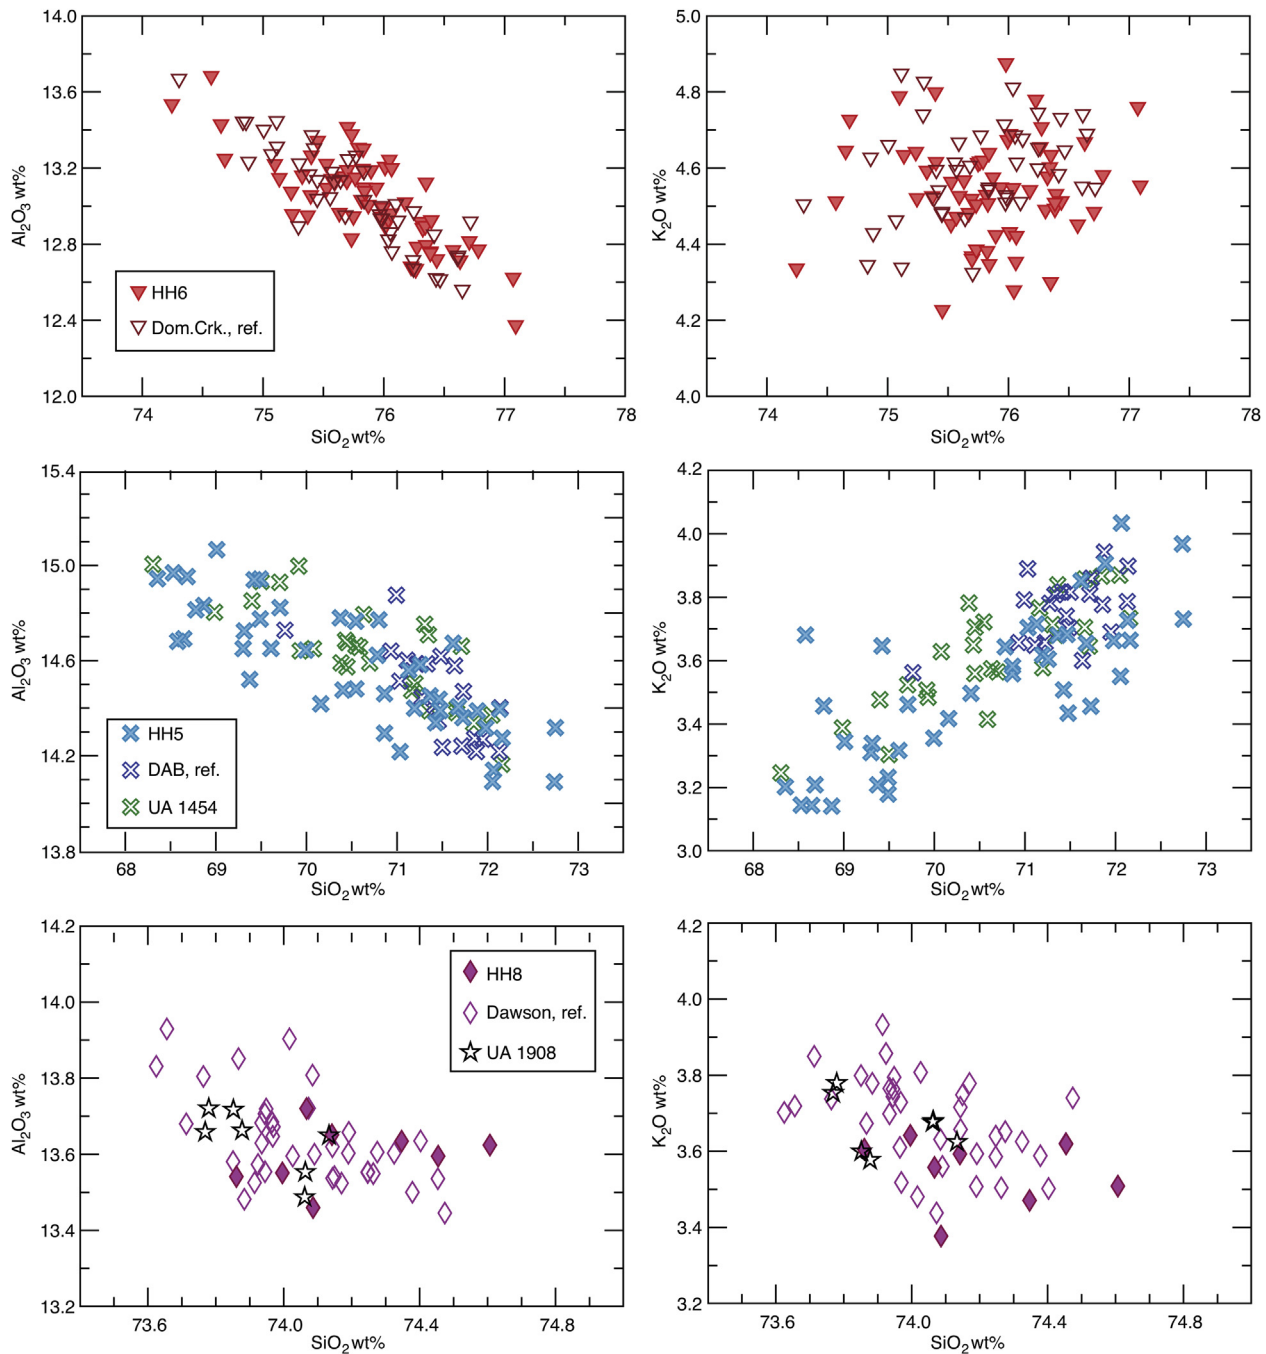 14.0
13.6
13.2
12.8
12.4
12.0
Al₂O₃ wt%
HH6
Dom.Crk., ref.
74 75 76 77 78
SiO₂ wt%
5.0
4.8
4.6
4.4
4.2
4.0
K₂O wt%
74 75 76 77 78
SiO₂ wt%
15.4
15.0
14.6
14.2
13.8
Al₂O₃ wt%
HH5
DAB, ref.
UA 1454
68 69 70 71 72 73
SiO₂ wt%
4.2
4.0
3.8
3.6
3.4
3.2
3.0
K₂O wt%
68 69 70 71 72 73
SiO₂ wt%
14.2
14.0
13.8
13.6
13.4
13.2
Al₂O₃ wt%
HH8
Dawson, ref.
UA 1908
73.6 74.0 74.4 74.8
SiO₂ wt%
4.2
4.0
3.8
3.6
3.4
3.2
K₂O wt%
73.6 74.0 74.4 74.8
SiO₂ wt%